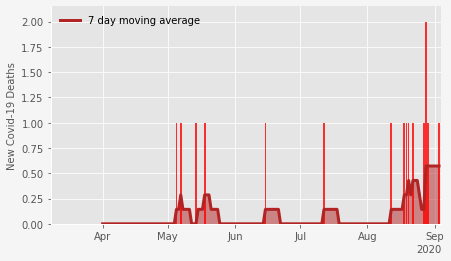 7 day moving average
New Covid-19 Deaths
2.00
1.75
1.50
1.25
1.00
0.75
0.50
0.25
0.00
Apr
May
Jun
Jul
Aug
Sep
2020